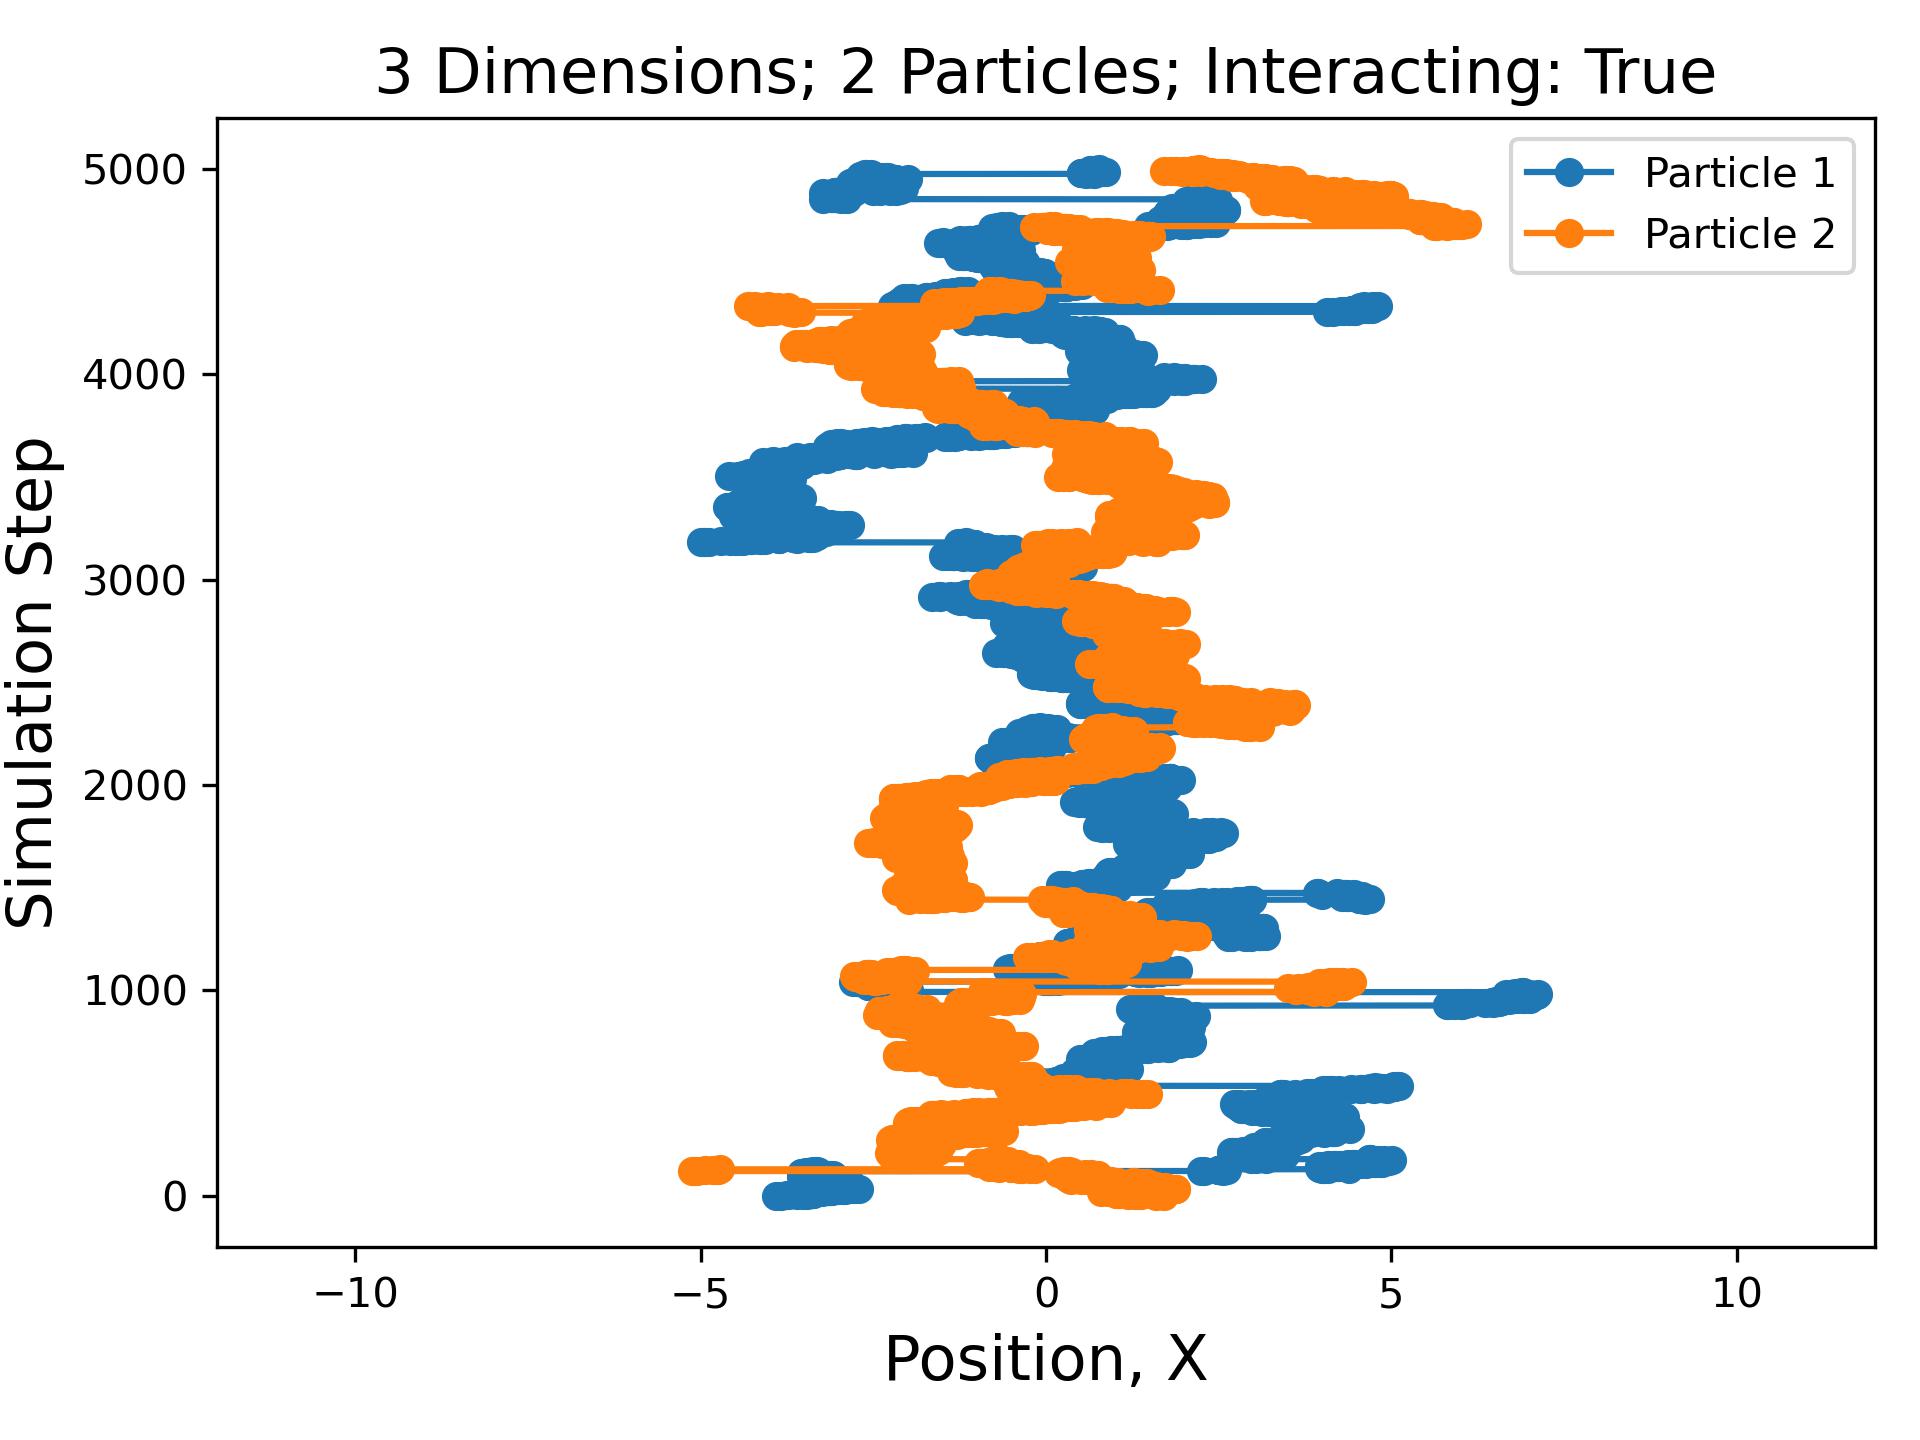 3 Dimensions; 2 Particles; Interacting: True
Particle 1
Particle 2
5000
4000
3000
2000
1000
0
Simulation Step
−10
−5
0
5
10
Position, X